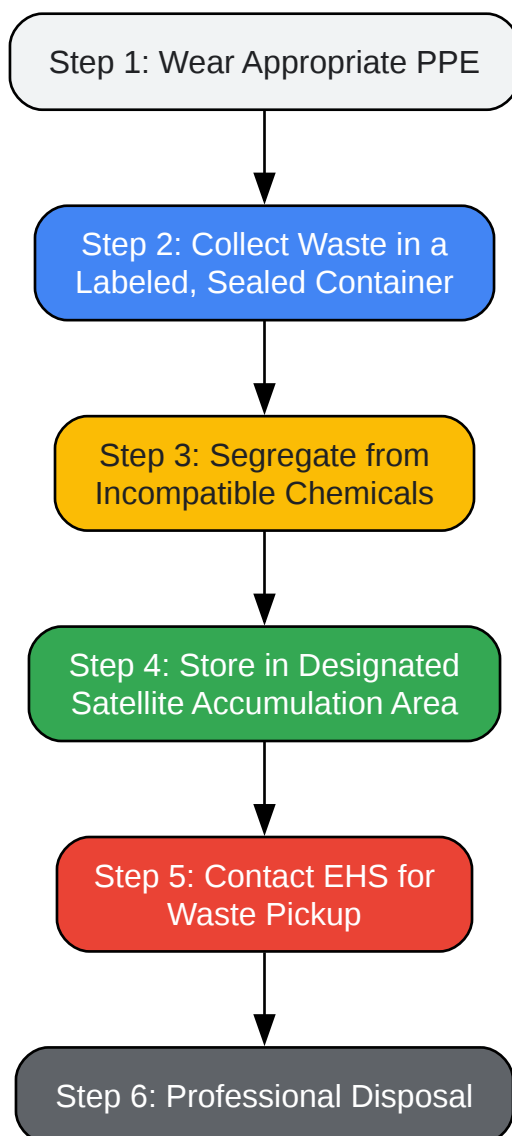 Step 1: Wear Appropriate PPE
Step 2: Collect Waste in a
Labeled, Sealed Container
Step 3: Segregate from
Incompatible Chemicals
Step 4: Store in Designated
Satellite Accumulation Area
Step 5: Contact EHS for
Waste Pickup
Step 6: Professional Disposal